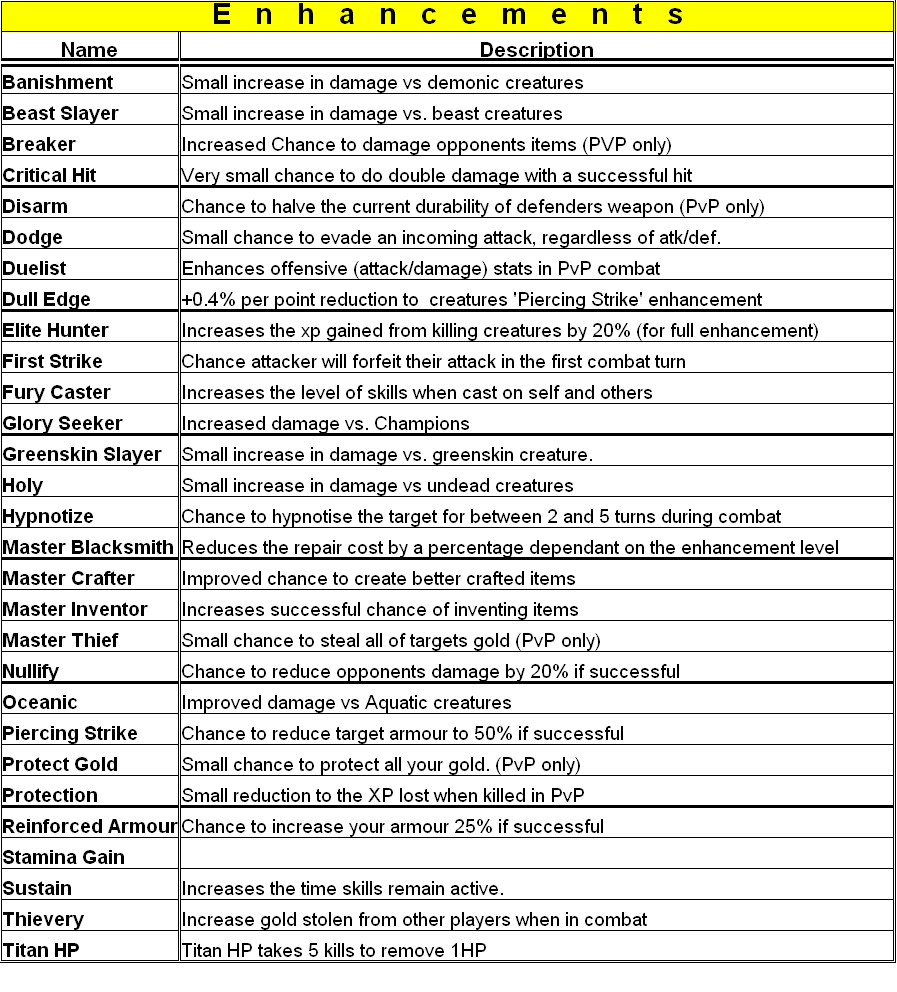 E n h a n c e m e n t s
Name Description
Banishment Small increase in damage vs demonic creatures
Beast Slayer Small increase in damage vs. beast creatures
Breaker Increased Chance to damage opponents items (PVP only)
Critical Hit Very small chance to do double damage with a successful hit
Disarm Chance to halve the current durability of defenders weapon (PvP only)
Dodge Small chance to evade an incoming attack, regardless of atk/def.
Duelist Enhances offensive (attack/damage) stats in PvP combat
Dull Edge +0.4% per point reduction to  creatures 'Piercing Strike' enhancement
Elite Hunter Increases the xp gained from killing creatures by 20% (for full enhancement)
First Strike Chance attacker will forfeit their attack in the first combat turn
Fury Caster Increases the level of skills when cast on self and others
Glory Seeker Increased damage vs. Champions
Greenskin Slayer Small increase in damage vs. greenskin creature.
Holy Small increase in damage vs undead creatures
Hypnotize Chance to hypnotise the target for between 2 and 5 turns during combat
Master Blacksmith Reduces the repair cost by a percentage dependant on the enhancement level
Master Crafter Improved chance to create better crafted items
Master Inventor Increases successful chance of inventing items
Master Thief Small chance to steal all of targets gold (PvP only)
Nullify Chance to reduce opponents damage by 20% if successful
Oceanic Improved damage vs Aquatic creatures
Piercing Strike Chance to reduce target armour to 50% if successful
Protect Gold Small chance to protect all your gold. (PvP only)
Protection Small reduction to the XP lost when killed in PvP
Reinforced Armour Chance to increase your armour 25% if successful
Stamina Gain
Sustain Increases the time skills remain active.
Thievery Increase gold stolen from other players when in combat
Titan HP Titan HP takes 5 kills to remove 1HP